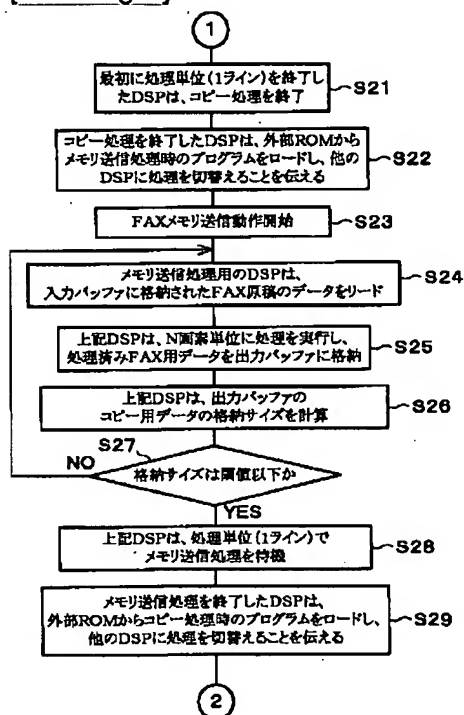 1
最初に処理単位(1ライン)を終了し
たDSPは、コピー処理を終了
S21
コピー処理を終了したDSPは、外部ROMから
メモリ送信処理時のプログラムをロードし、他の
DSPに処理を切替えることを伝える
S22
FAXメモリ送信動作開始
S23
メモリ送信処理用のDSPは、
入力バッファに格納されたFAX原稿のデータをリード
S24
上記DSPは、N画素単位に処理を実行し、
処理済みFAX用データを出力バッファに格納
S25
上記DSPは、出力バッファの
コピー用データの格納サイズを計算
S26
S27
NO
格納サイズは閾値以下か
YES
上記DSPは、処理単位(1ライン)で
メモリ送信処理を待機
S28
メモリ送信処理を終了したDSPは、
外部ROMからコピー処理時のプログラムをロードし、
他のDSPに処理を切替えることを伝える
S29
2